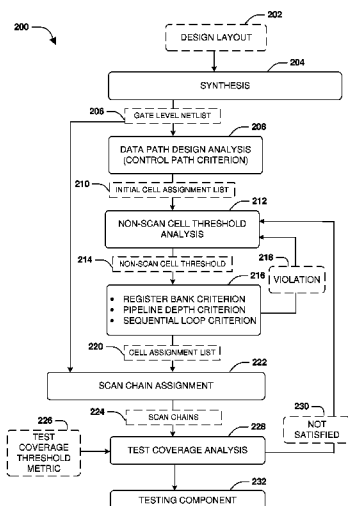 200
202
DESIGN LAYOUT
204
SYNTHESIS
206
GATE LEVEL NETLIST
208
DATA PATH DESIGN ANALYSIS
(CONTROL PATH CRITERION)
210
INITIAL CELL ASSIGNMENT LIST
212
NON-SCAN CELL THRESHOLD
ANALYSIS
214
NON-SCAN CELL THRESHOLD
218
VIOLATION
216
• REGISTER BANK CRITERION
• PIPELINE DEPTH CRITERION
• SEQUENTIAL LOOP CRITERION
220
CELL ASSIGNMENT LIST
222
SCAN CHAIN ASSIGNMENT
224
SCAN CHAINS
226
TEST
COVERAGE
THRESHOLD
METRIC
228
TEST COVERAGE ANALYSIS
230
NOT
SATISFIED
232
TESTING COMPONENT